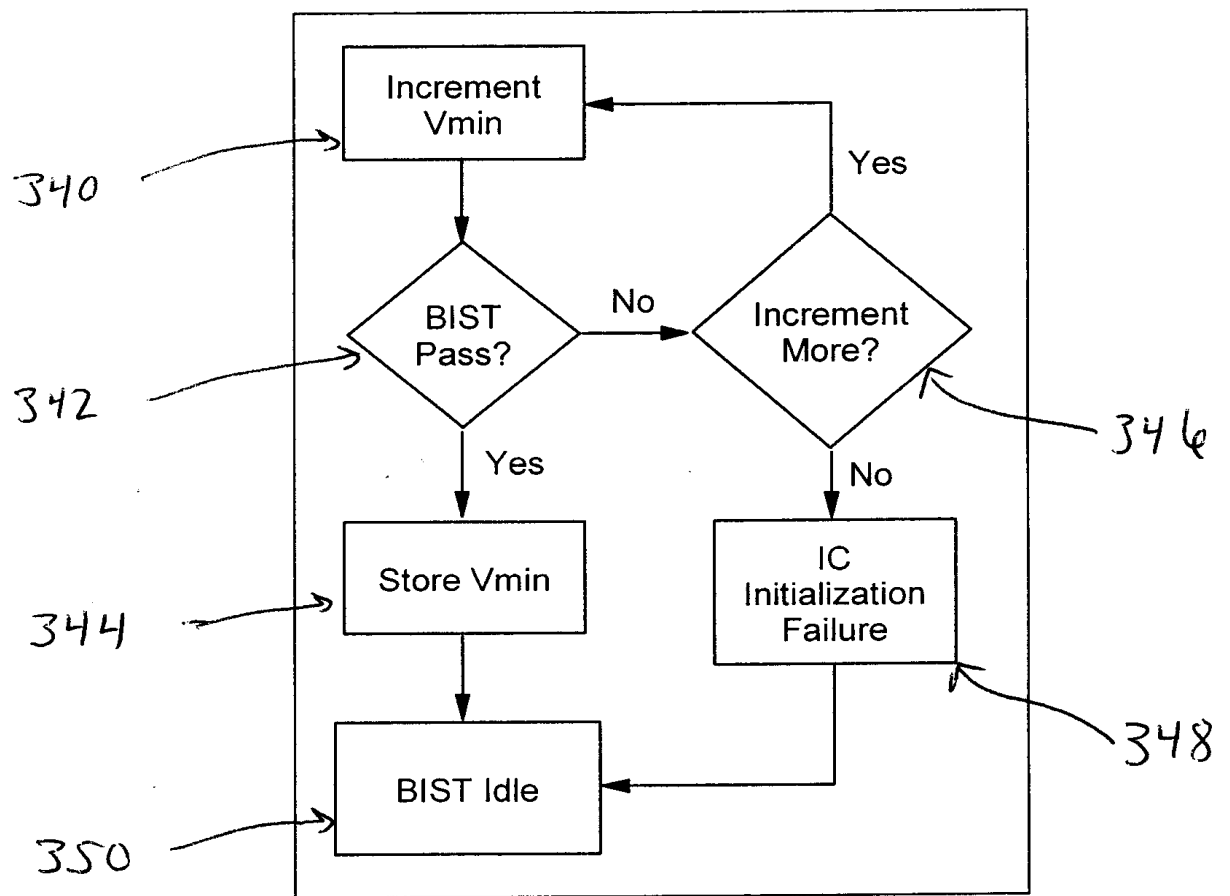 Increment
Vmin
Yes
340
BIST
Pass?
No
Increment
More?
342
346
Yes
No
Store Vmin
IC
Initialization
Failure
344
348
BIST Idle
350